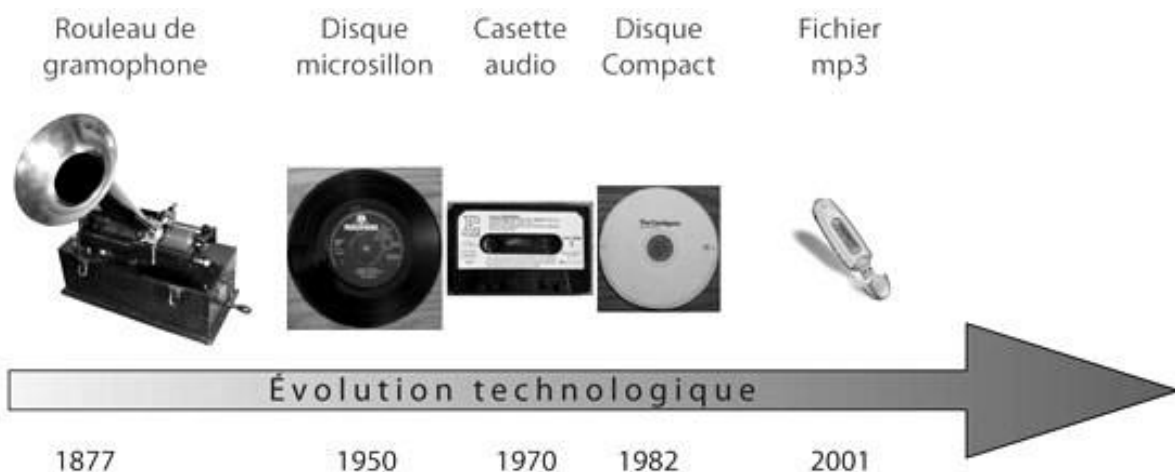 Rouleau de
gramophone
Disque
microsillon
Casette
audio
Disque
Compact
Fichier
mp3
Évolution technologique
1877
1950
1970
1982
2001